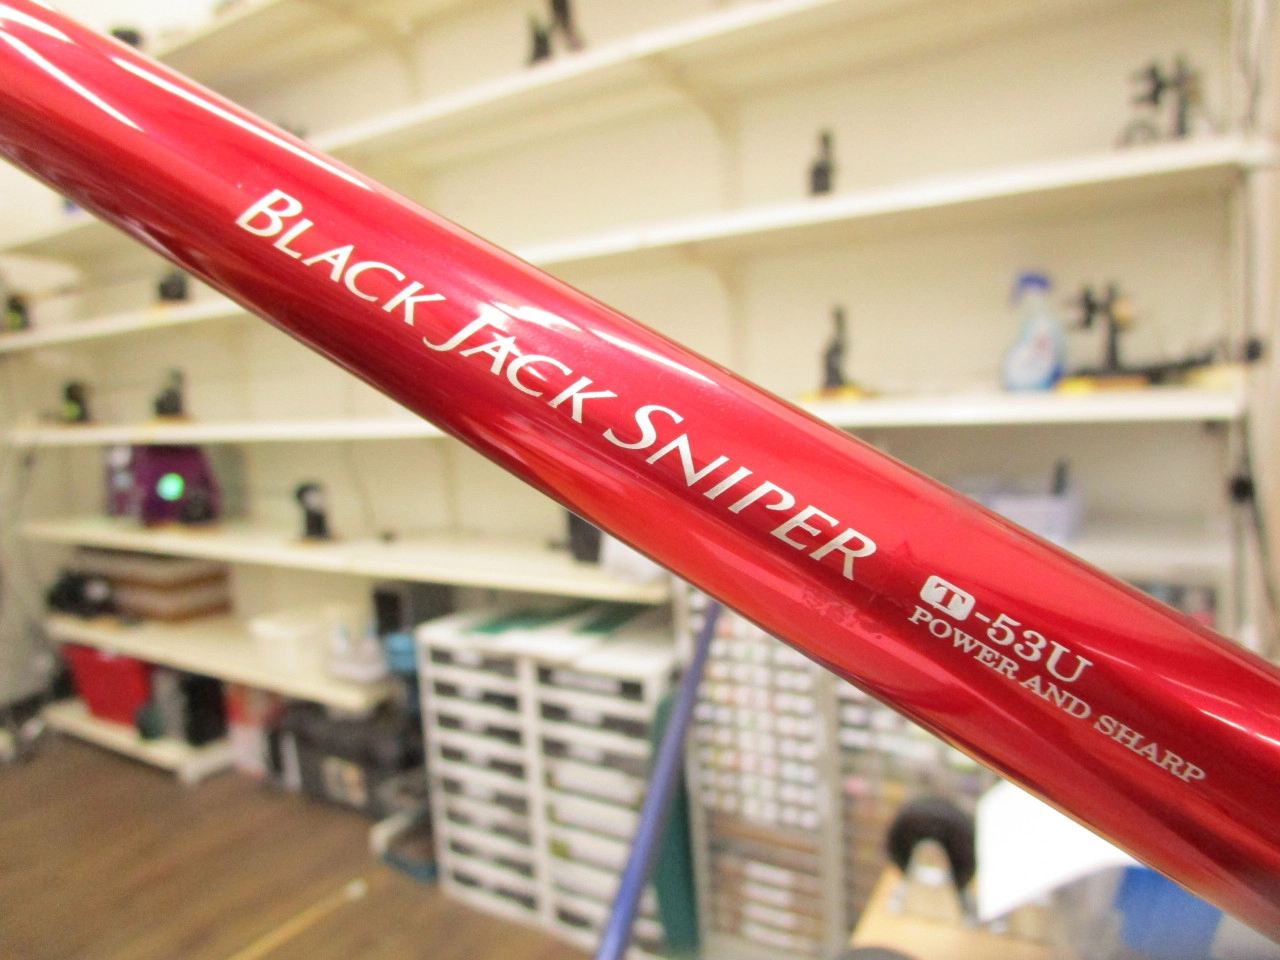 BLACK JACK SNIPER
T-53U
POWER AND SHARP